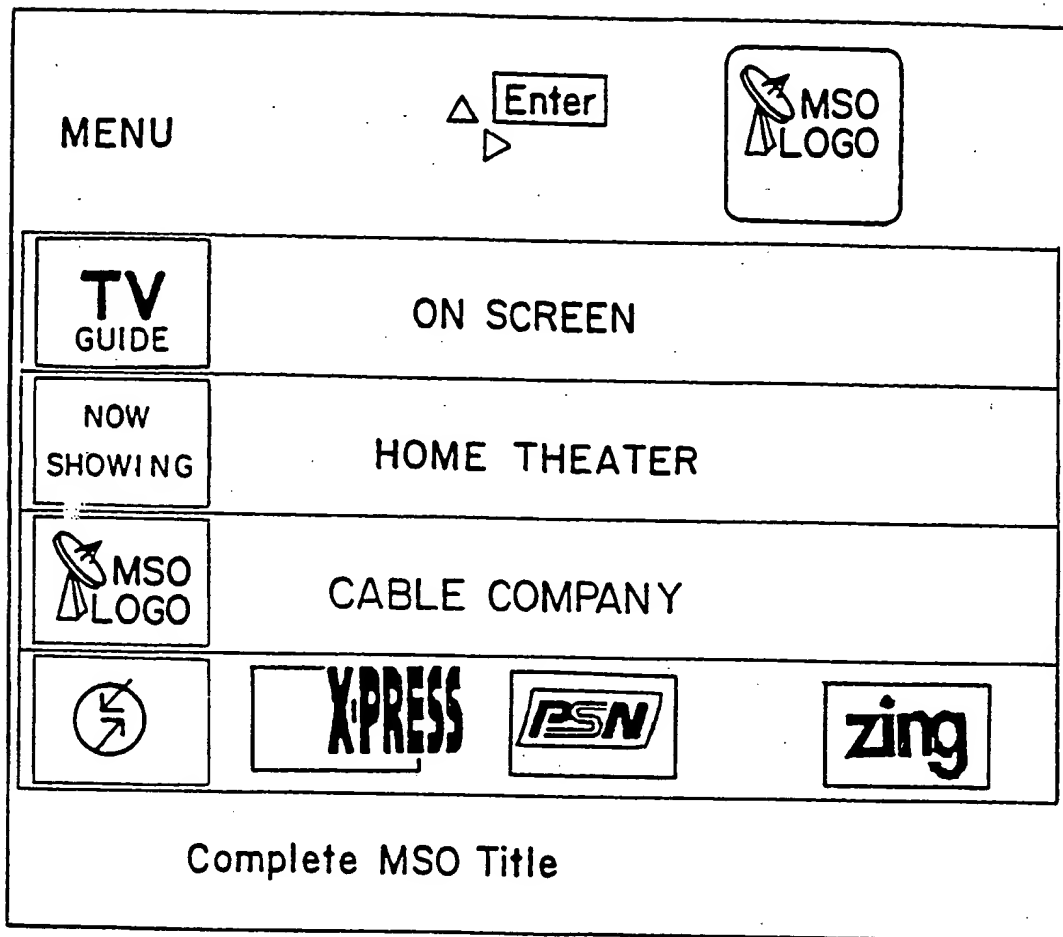 MENU
Enter
MSO
LOGO
TV
GUIDE
ON SCREEN
NOW
SHOWING
HOME THEATER
MSO
LOGO
CABLE COMPANY
X·PRESS
PSN
zing
Complete MSO Title